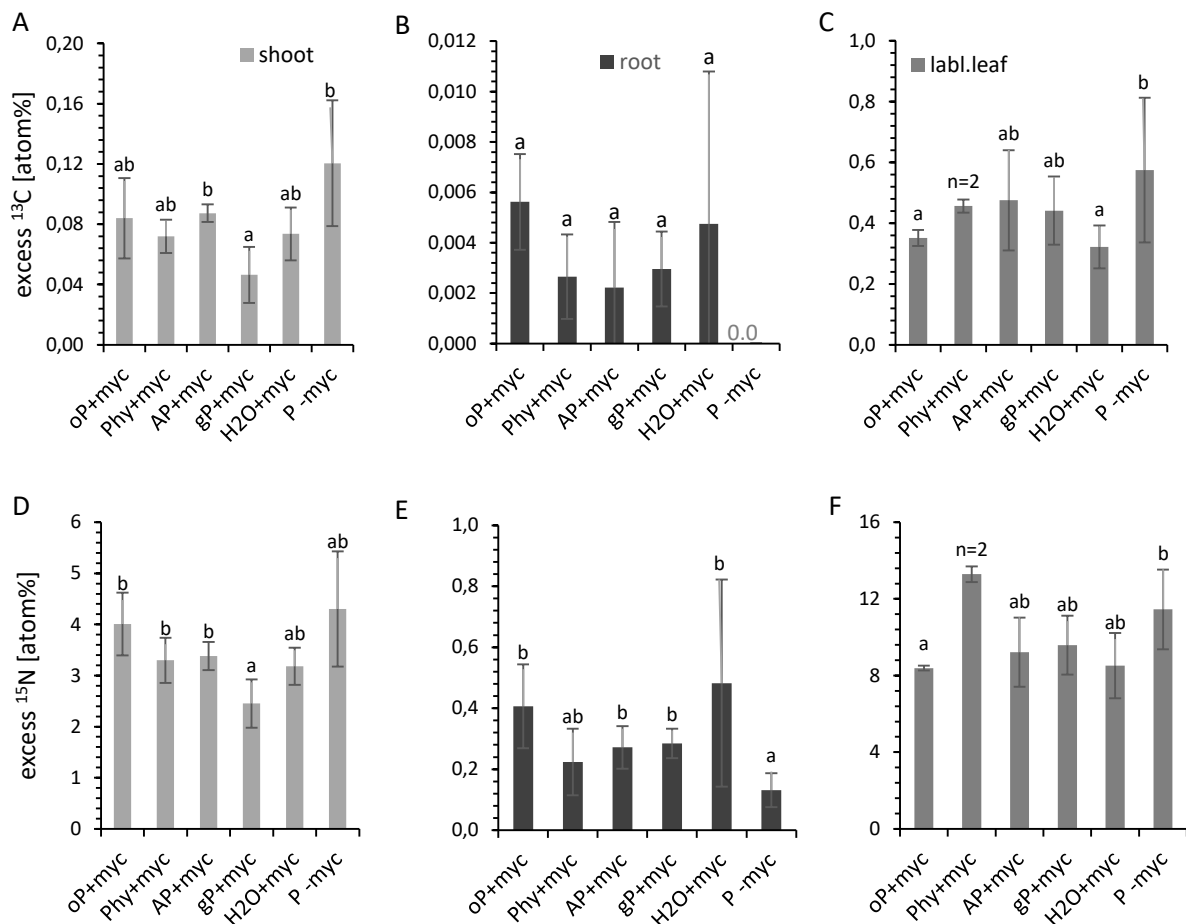 A
shoot
excess 13C [atom%]
0,20
0,16
0,12
0,08
0,04
0,00
ab
ab
b
a
ab
b
oP+myc
Phy+myc
AP+myc
gP+myc
H2O+myc
P -myc
B
root
0,012
0,010
0,008
0,006
0,004
0,002
0,000
a
a
a
a
a
0.0
oP+myc
Phy+myc
AP+myc
gP+myc
H2O+myc
P -myc
C
labl.leaf
1,0
0,8
0,6
0,4
0,2
0,0
a
n=2
ab
ab
a
b
oP+myc
Phy+myc
AP+myc
gP+myc
H2O+myc
P -myc
D
excess 15N [atom%]
6
5
4
3
2
1
0
b
b
b
a
ab
ab
oP+myc
Phy+myc
AP+myc
gP+myc
H2O+myc
P -myc
E
1,0
0,8
0,6
0,4
0,2
0,0
b
ab
b
b
b
a
oP+myc
Phy+myc
AP+myc
gP+myc
H2O+myc
P -myc
F
16
12
8
4
0
a
n=2
ab
ab
ab
b
oP+myc
Phy+myc
AP+myc
gP+myc
H2O+myc
P -myc